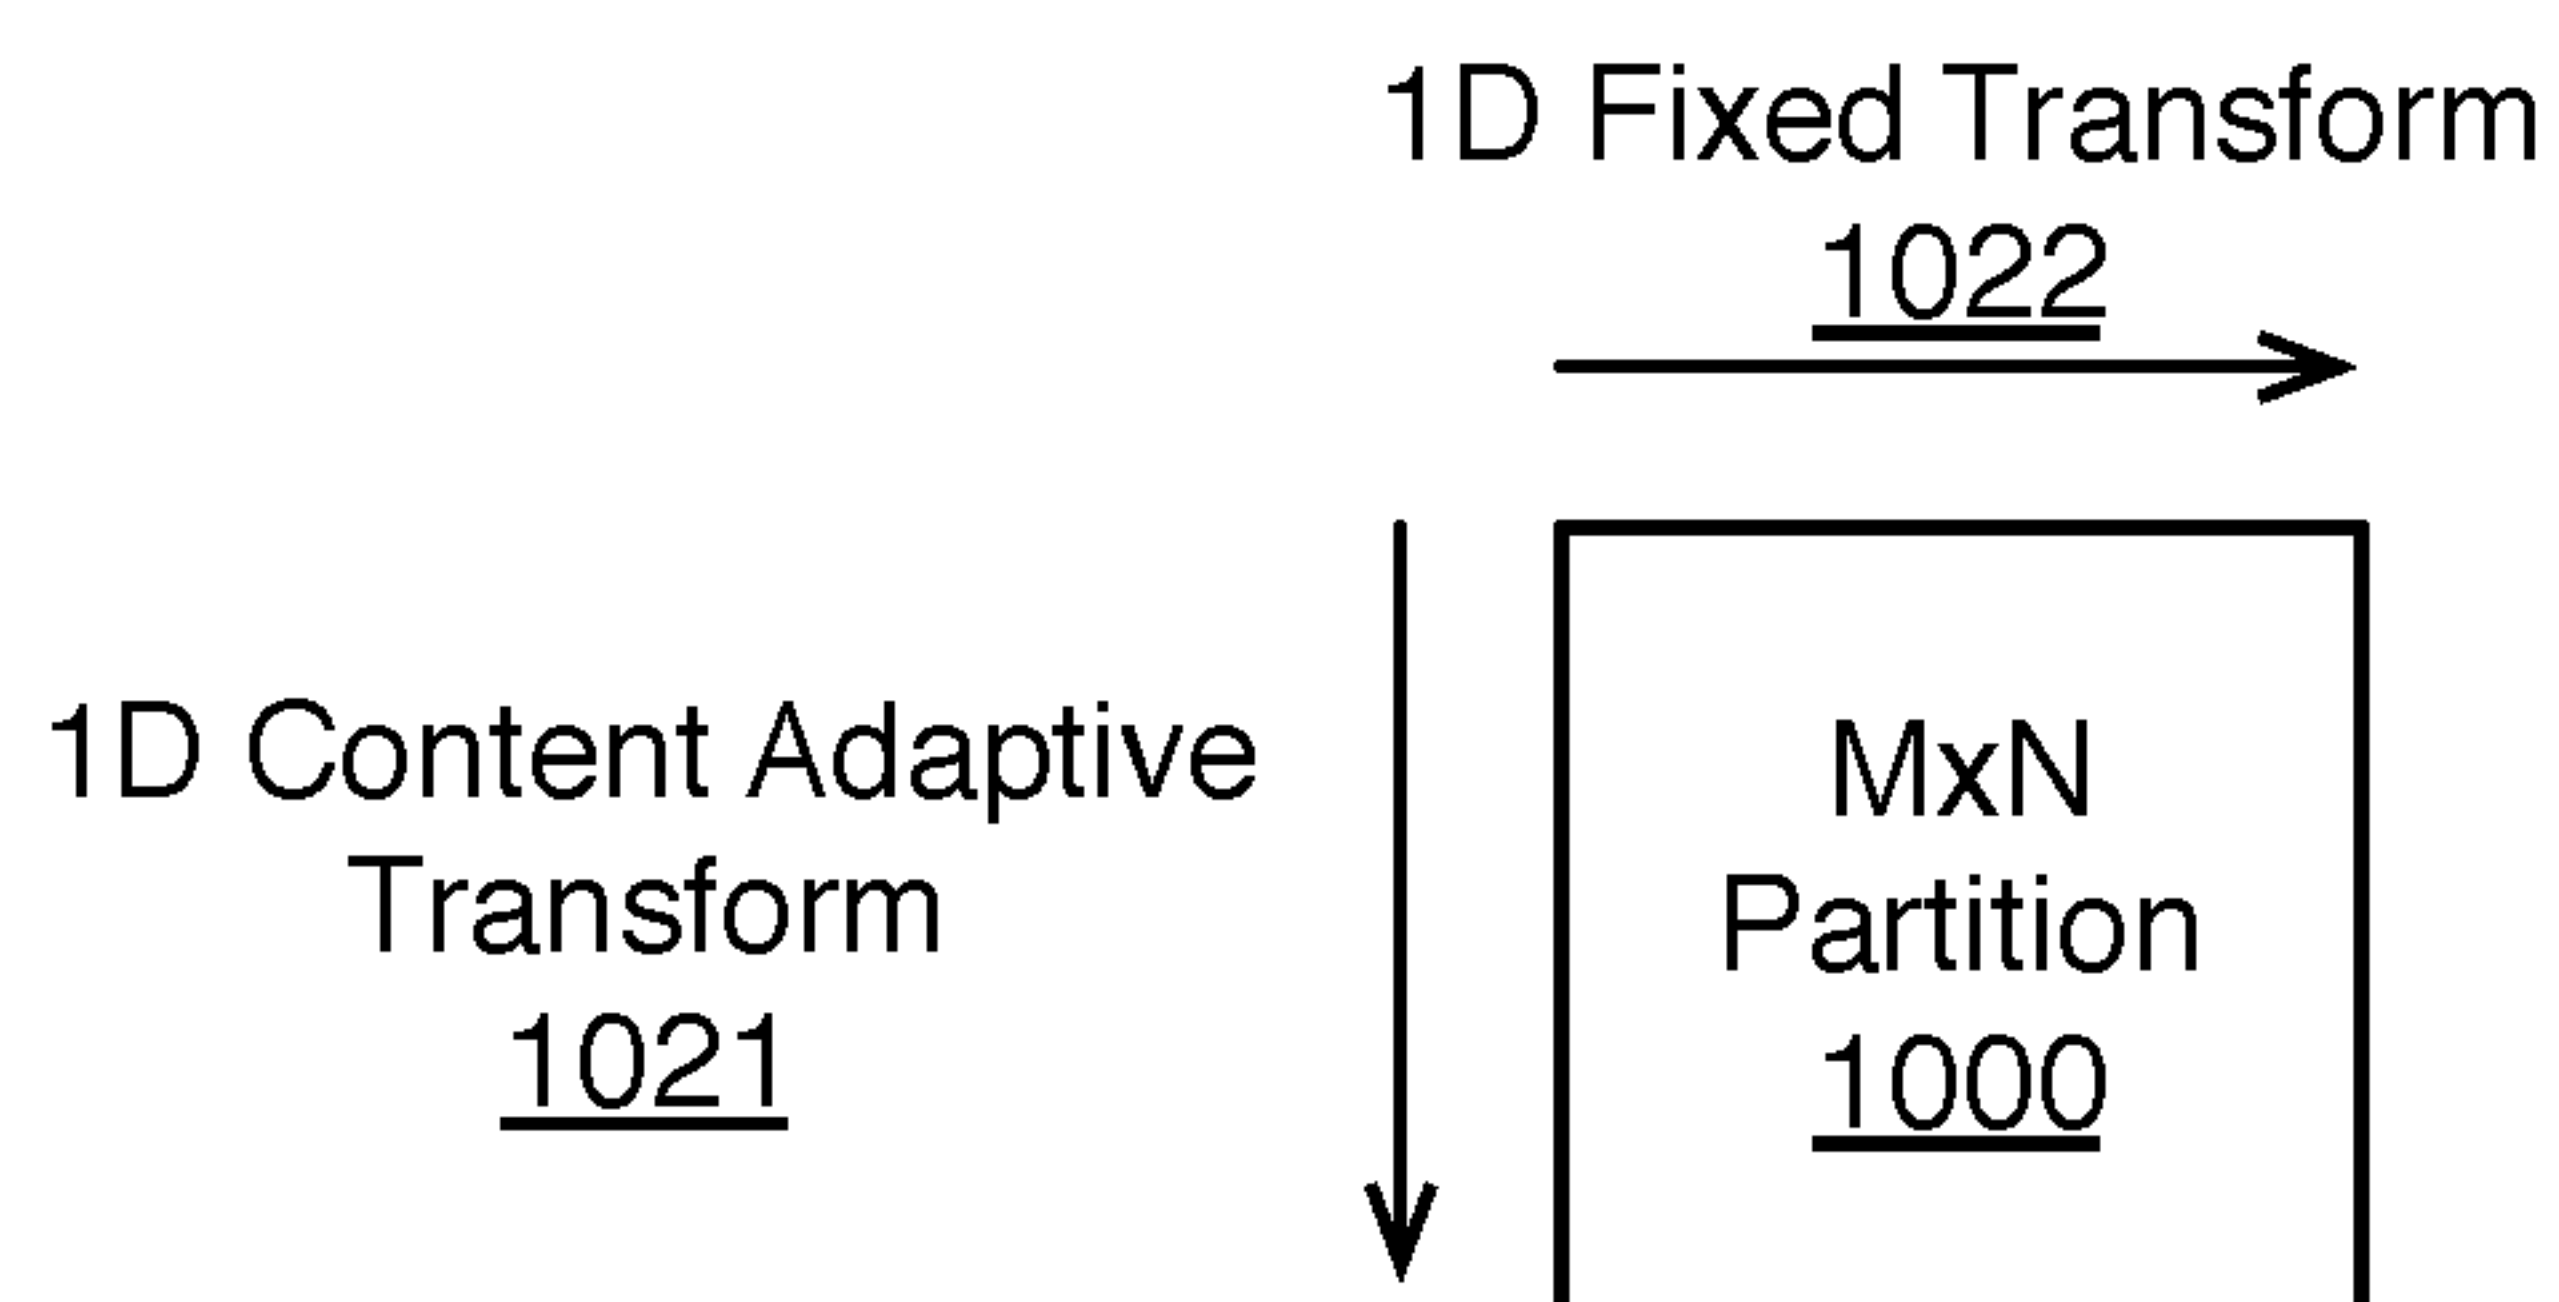 1D Fixed Transform
1022
1D Content Adaptive
Transform
1021
MxN
Partition
1000